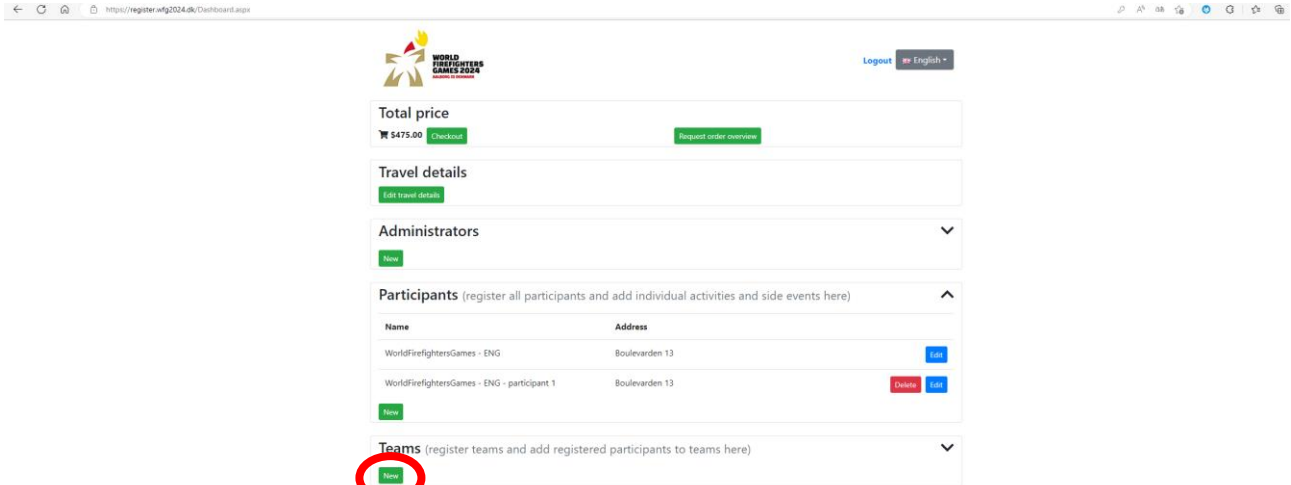 https://register.wfg2024.dk/Dashboard.aspx
WORLD
FIREFIGHTERS
GAMES 2024
AALBORG IN DENMARK
Logout English
Total price
$475.00 Checkout Request order overview
Travel details
Edit travel details
Administrators
New
Participants (register all participants and add individual activities and side events here)
Name Address
WorldFirefightersGames - ENG Boulevarden 13 Edit
WorldFirefightersGames - ENG - participant 1 Boulevarden 13 Delete Edit
New
Teams (register teams and add registered participants to teams here)
New